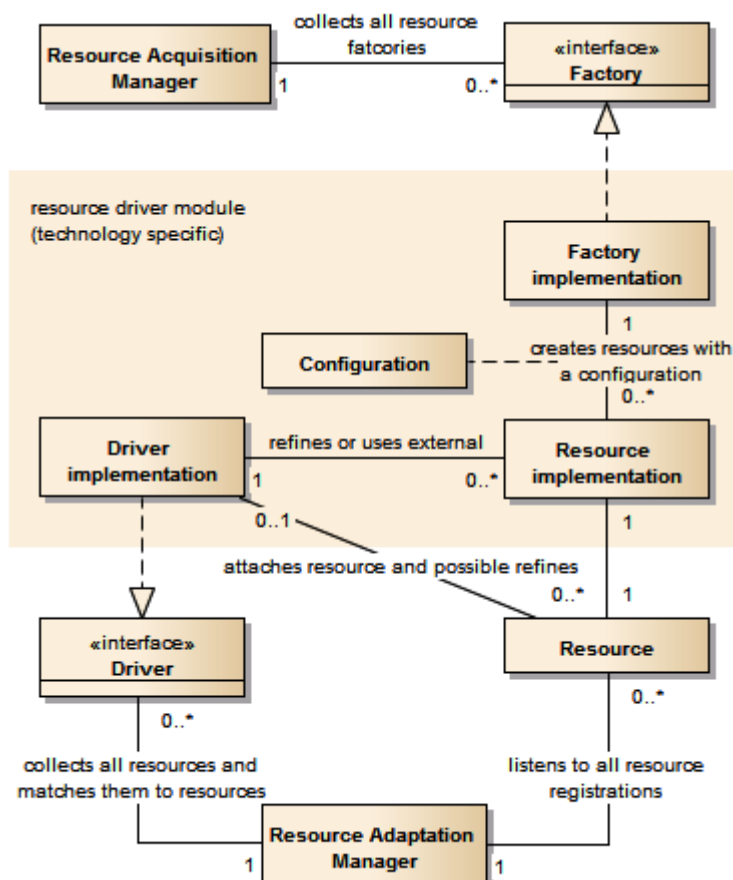 collects all resource
fatcories
Resource Acquisition
Manager
1
0..*
«interface»
Factory
resource driver module
(technology specific)
Factory
implementation
1
creates resources with
a configuration
0..*
Configuration
Driver
implementation
refines or uses external
1
0..*
Resource
implementation
0..1
1
attaches resource and possible refines
0..*
1
«interface»
Driver
Resource
0..*
0..*
collects all resources and
matches them to resources
listens to all resource
registrations
Resource Adaptation
Manager
1
1